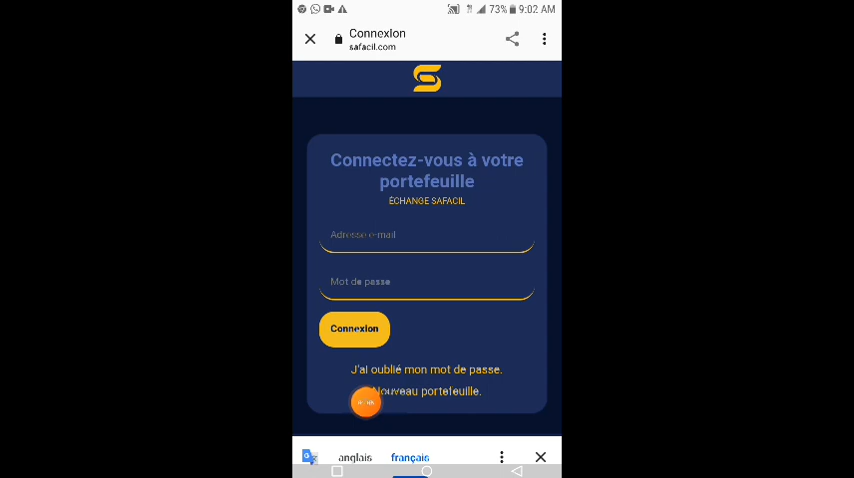 73% 9:02 AM
Connexion
safacil.com
Connectez-vous à votre
portefeuille
ÉCHANGE SAFACIL
Adresse e-mail
Mot de passe
Connexion
J'ai oublié mon mot de passe.
Nouveau portefeuille.
anglais français